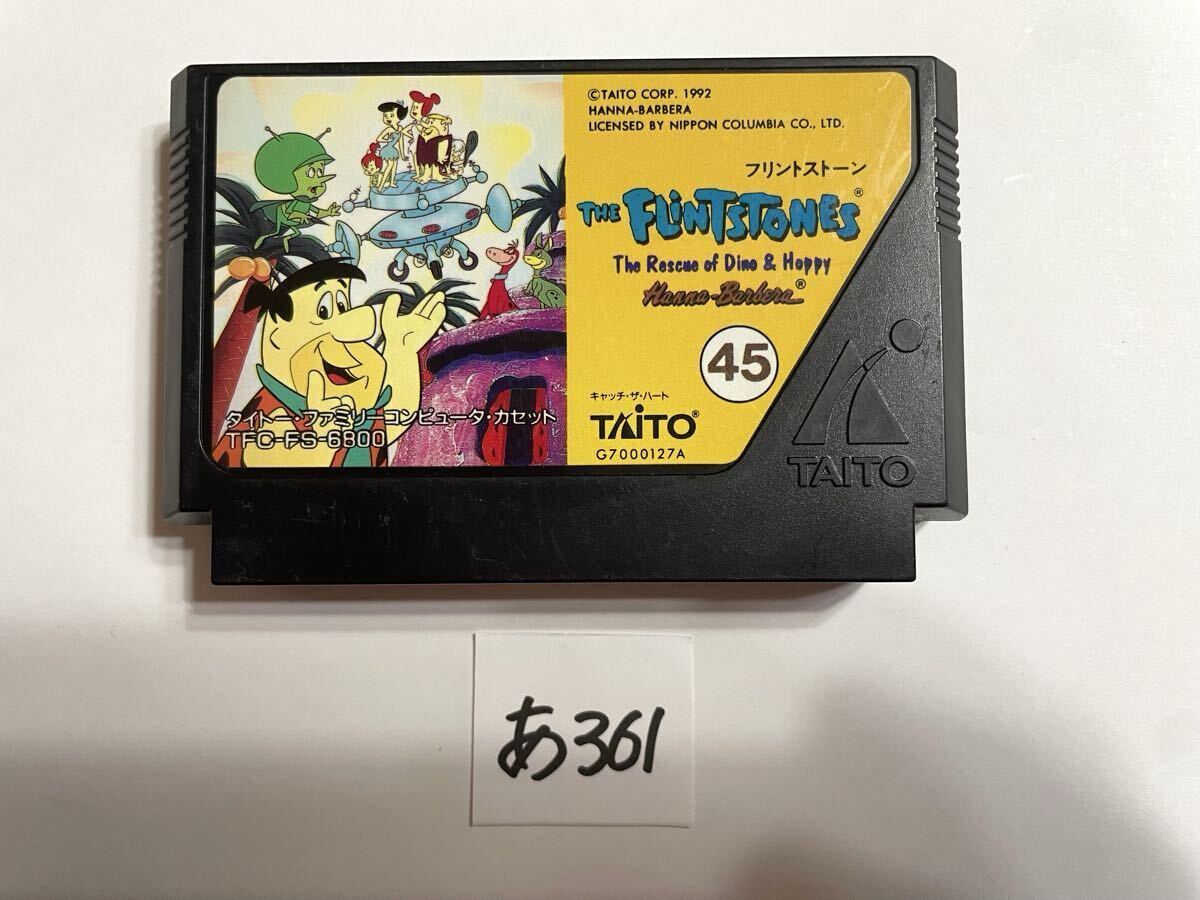 ©TAITO CORP. 1992
HANNA-BARBERA
LICENSED BY NIPPON COLUMBIA CO., LTD.
フリントストーン
THE FLINTSTONES®
The Rescue of Dino & Hoppy
Hanna-Barbera®
45
キャッチ・ザ・ハート
TAITO®
G7000127A
タイトー・ファミリーコンピュータ・カセット
TFC-FS-6800
TAITO
あ361